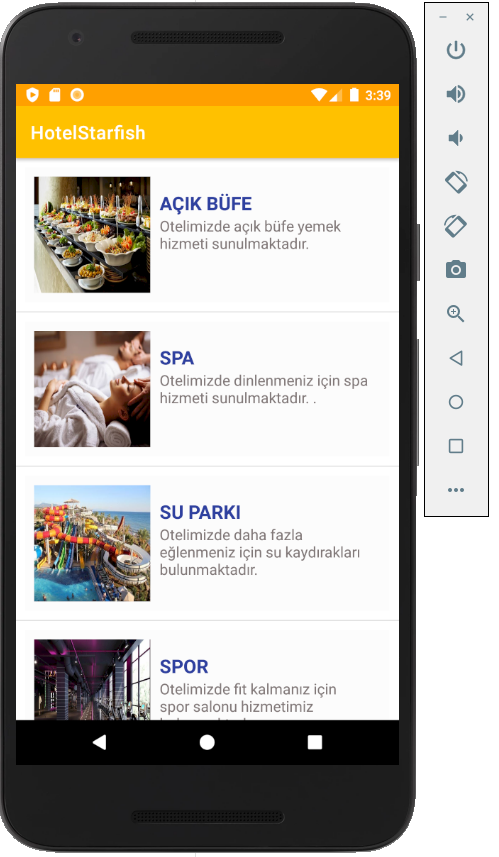 3:39
HotelStarfish
AÇIK BÜFE
Otelimizde açık büfe yemek
hizmeti sunulmaktadır.
SPA
Otelimizde dinlenmeniz için spa
hizmeti sunulmaktadır. .
SU PARKI
Otelimizde daha fazla
eğlenmeniz için su kaydırakları
bulunmaktadır.
SPOR
Otelimizde fit kalmanız için
spor salonu hizmetimiz